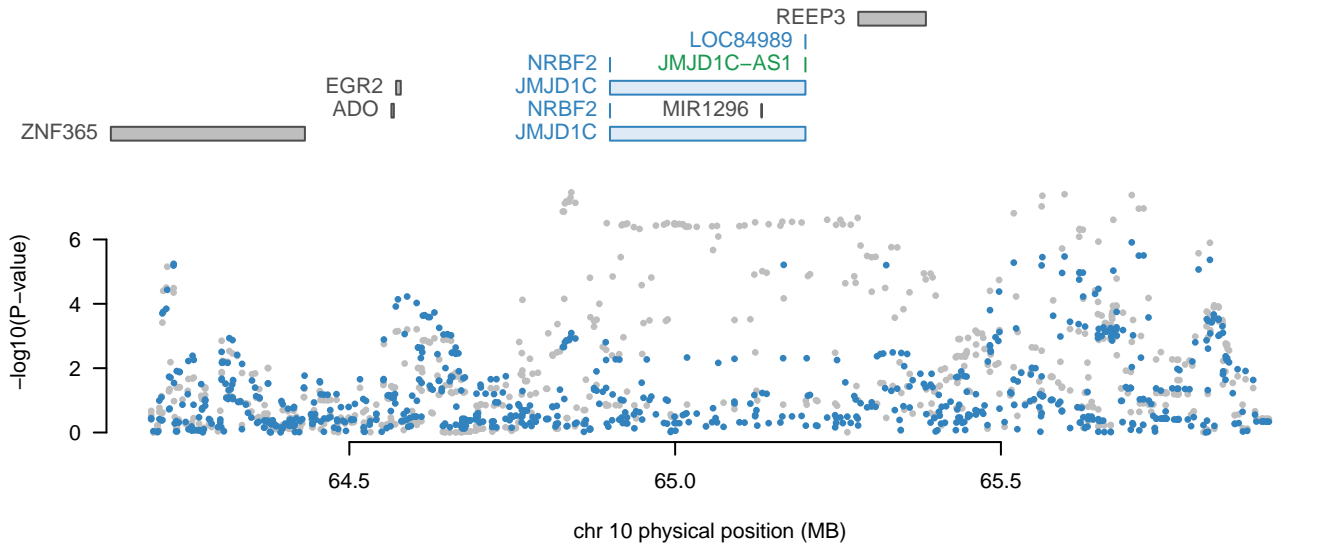 REEP3
LOC84989
NRBF2 JMJD1C−AS1
EGR2 JMJD1C
ADO NRBF2 MIR1296
ZNF365 JMJD1C
−log10(P−value)
6
4
2
0
64.5 65.0 65.5
chr 10 physical position (MB)